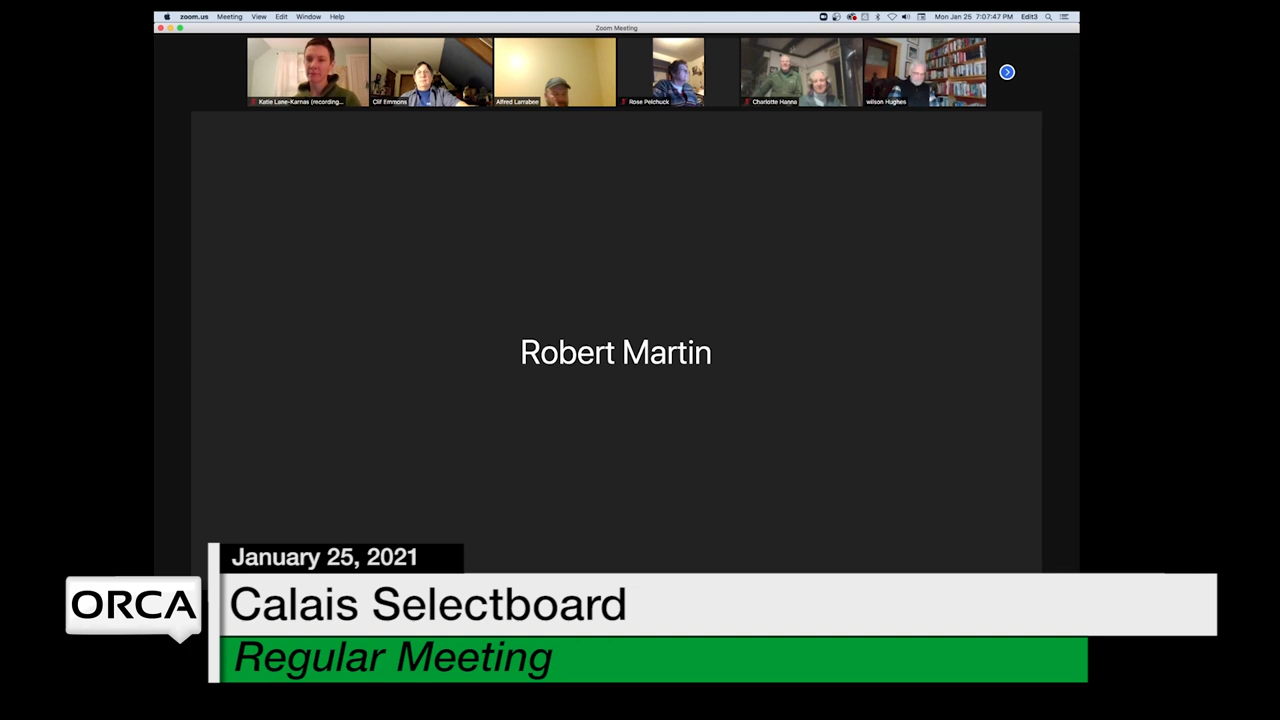 zoom.us Meeting View Edit Window Help Mon Jan 25 7:07:47 PM Edit3
Zoom Meeting
Katie Lane-Karnas (recording...
Clif Emmons
Alfred Larrabee
Rose Pelchuck
Charlotte Hanna
wilson Hughes
Robert Martin
January 25, 2021
ORCA
Calais Selectboard
Regular Meeting